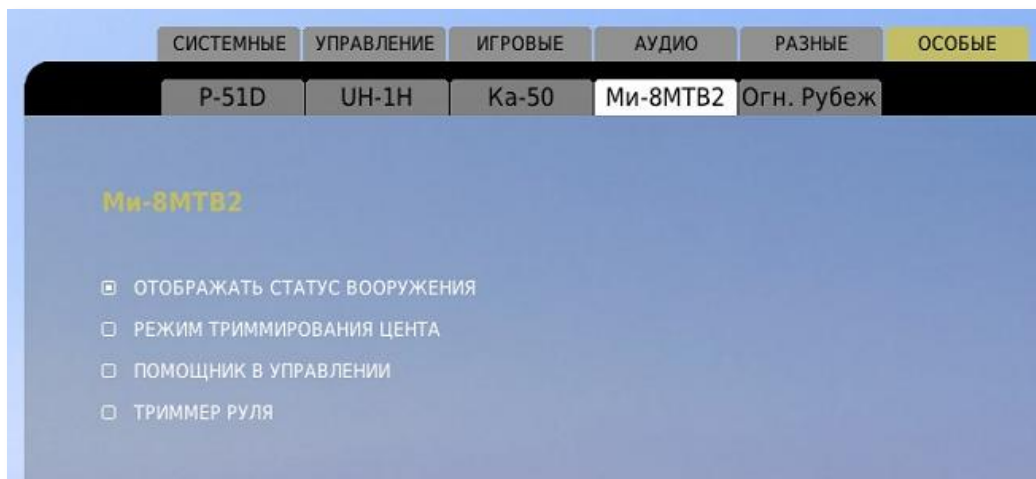 СИСТЕМНЫЕ УПРАВЛЕНИЕ ИГРОВЫЕ АУДИО РАЗНЫЕ ОСОБЫЕ
P-51D UH-1H Ка-50 Ми-8МТВ2 Огн. Рубеж
Ми-8МТВ2
ОТОБРАЖАТЬ СТАТУС ВООРУЖЕНИЯ
РЕЖИМ ТРИММИРОВАНИЯ ЦЕНТА
ПОМОЩНИК В УПРАВЛЕНИИ
ТРИММЕР РУЛЯ